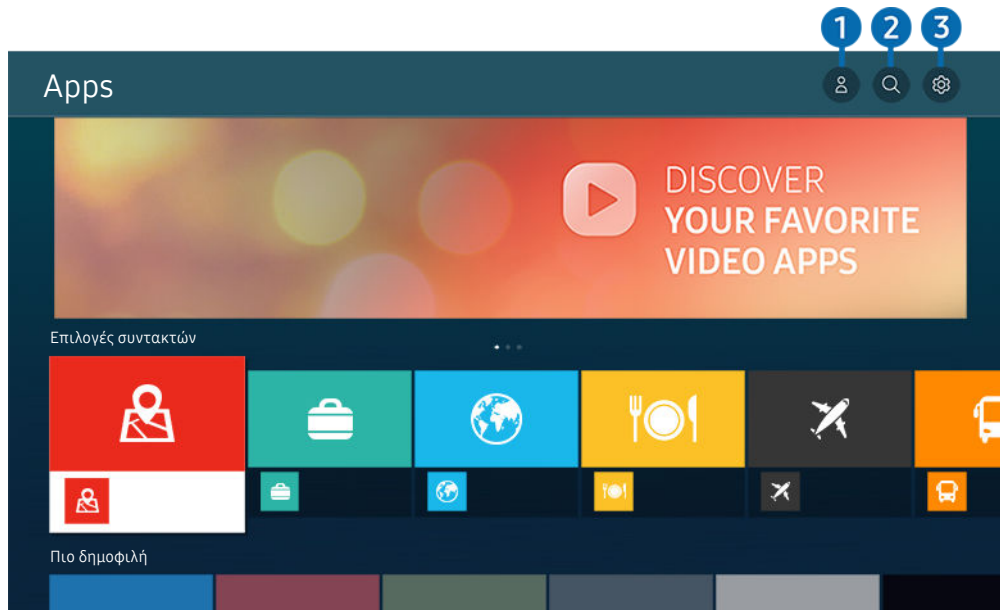 1 2 3
Apps
DISCOVER
YOUR FAVORITE
VIDEO APPS
Επιλογές συντακτών
Πιο δημοφιλή